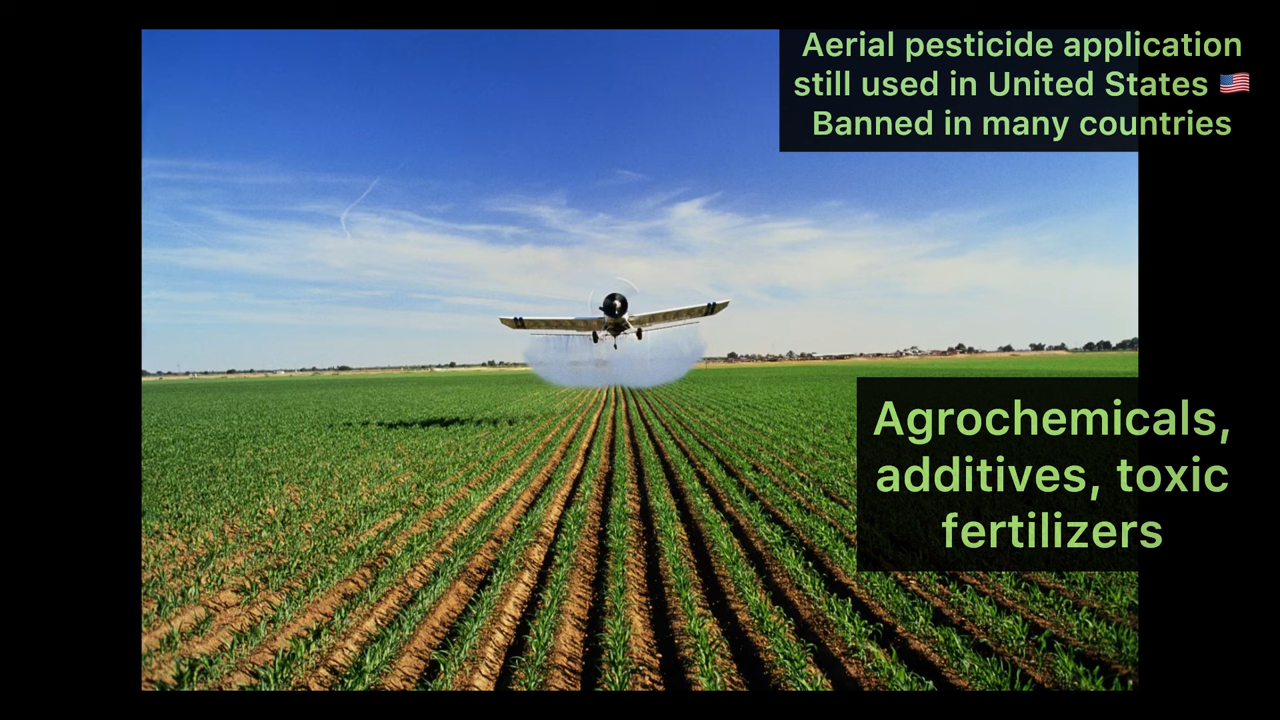 Aerial pesticide application
still used in United States 🇺🇸
Banned in many countries
Agrochemicals,
additives, toxic
fertilizers